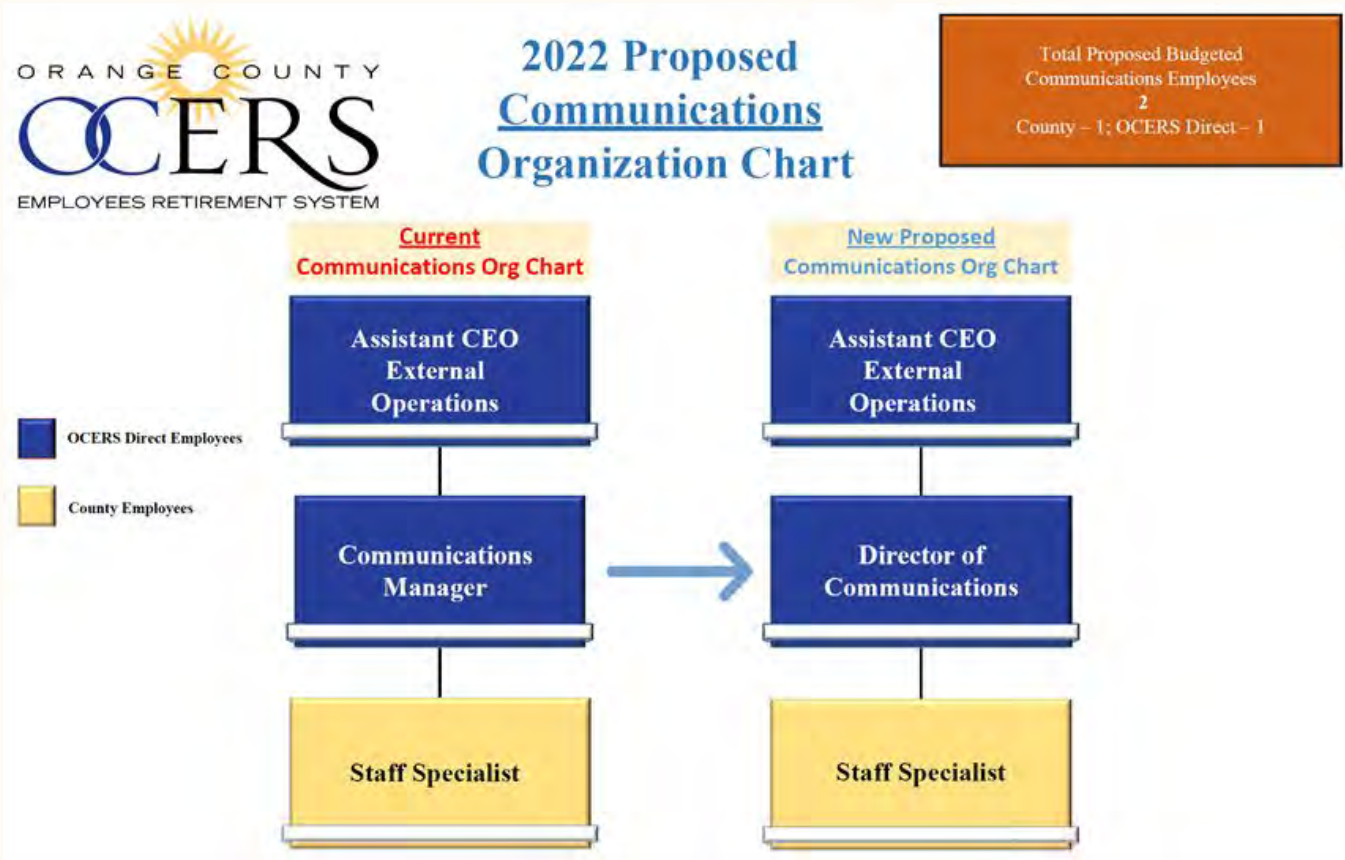 ORANGE COUNTY
OCERS
EMPLOYEES RETIREMENT SYSTEM
2022 Proposed
Communications
Organization Chart
Total Proposed Budgeted
Communications Employees
2
County – 1; OCERS Direct – 1
Current
Communications Org Chart
New Proposed
Communications Org Chart
Assistant CEO
External
Operations
Assistant CEO
External
Operations
OCERS Direct Employees
County Employees
Communications
Manager
Director of
Communications
Staff Specialist
Staff Specialist